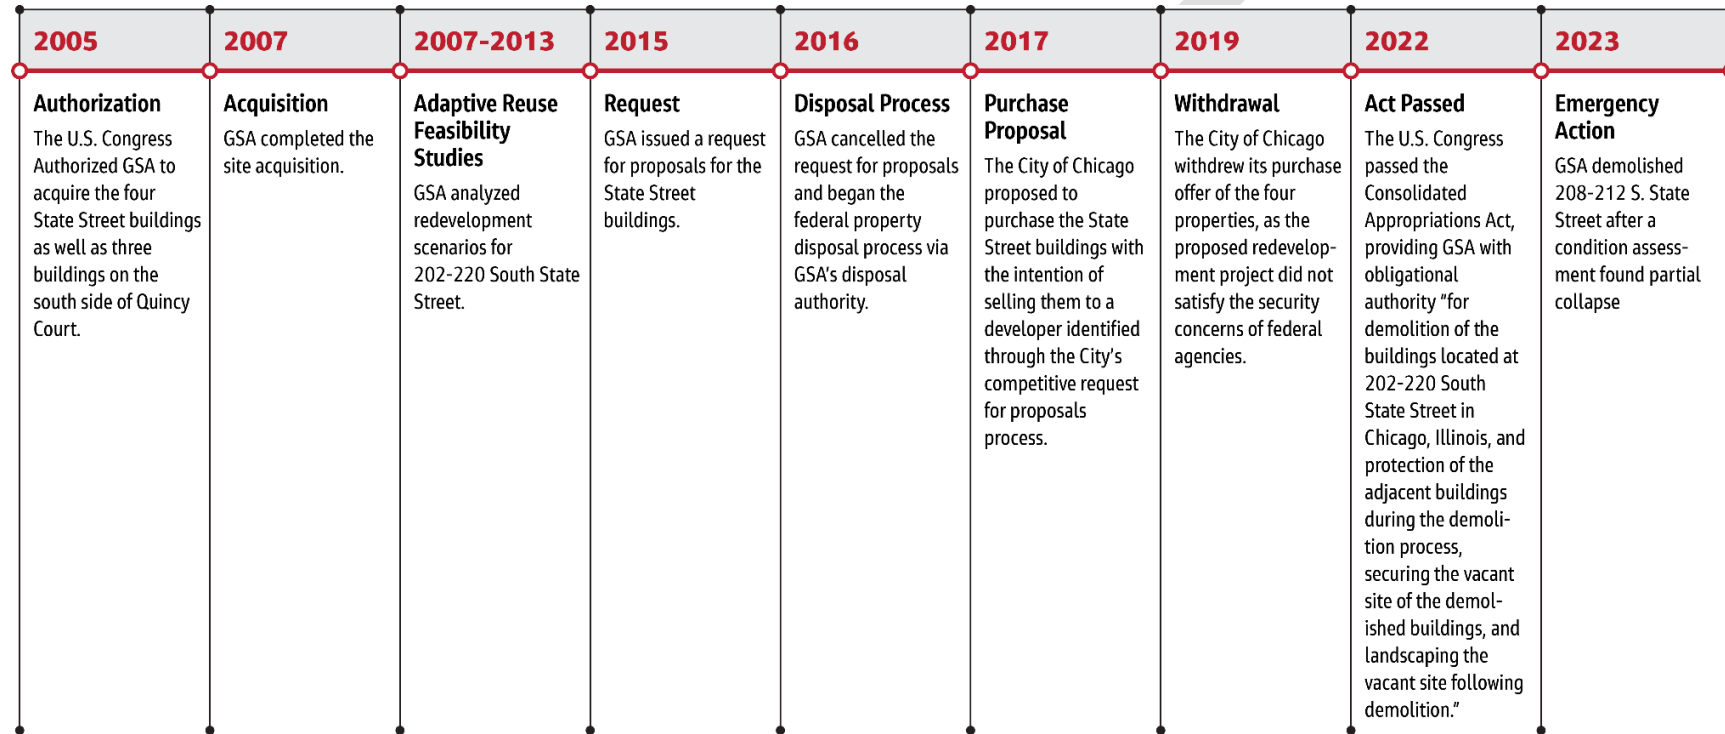 2005
Authorization
The U.S. Congress
Authorized GSA to
acquire the four
State Street buildings
as well as three
buildings on the
south side of Quincy
Court.
2007
Acquisition
GSA completed the
site acquisition.
2007-2013
Adaptive Reuse
Feasibility
Studies
GSA analyzed
redevelopment
scenarios for
202-220 South State
Street.
2015
Request
GSA issued a request
for proposals for the
State Street
buildings.
2016
Disposal Process
GSA cancelled the
request for proposals
and began the
federal property
disposal process via
GSA's disposal
authority.
2017
Purchase
Proposal
The City of Chicago
proposed to
purchase the State
Street buildings with
the intention of
selling them to a
developer identified
through the City's
competitive request
for proposals
process.
2019
Withdrawal
The City of Chicago
withdrew its purchase
offer of the four
properties, as the
proposed redevelop-
ment project did not
satisfy the security
concerns of federal
agencies.
2022
Act Passed
The U.S. Congress
passed the
Consolidated
Appropriations Act,
providing GSA with
obligational
authority "for
demolition of the
buildings located at
202-220 South
State Street in
Chicago, Illinois, and
protection of the
adjacent buildings
during the demoli-
tion process,
securing the vacant
site of the demol-
ished buildings, and
landscaping the
vacant site following
demolition."
2023
Emergency
Action
GSA demolished
208-212 S. State
Street after a
condition assess-
ment found partial
collapse